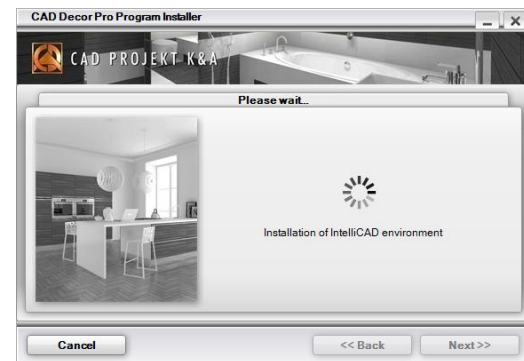 CAD Decor Pro Program Installer
CAD PROJEKT K&A
Please wait...
Installation of IntelliCAD environment
Cancel
<< Back
Next >>